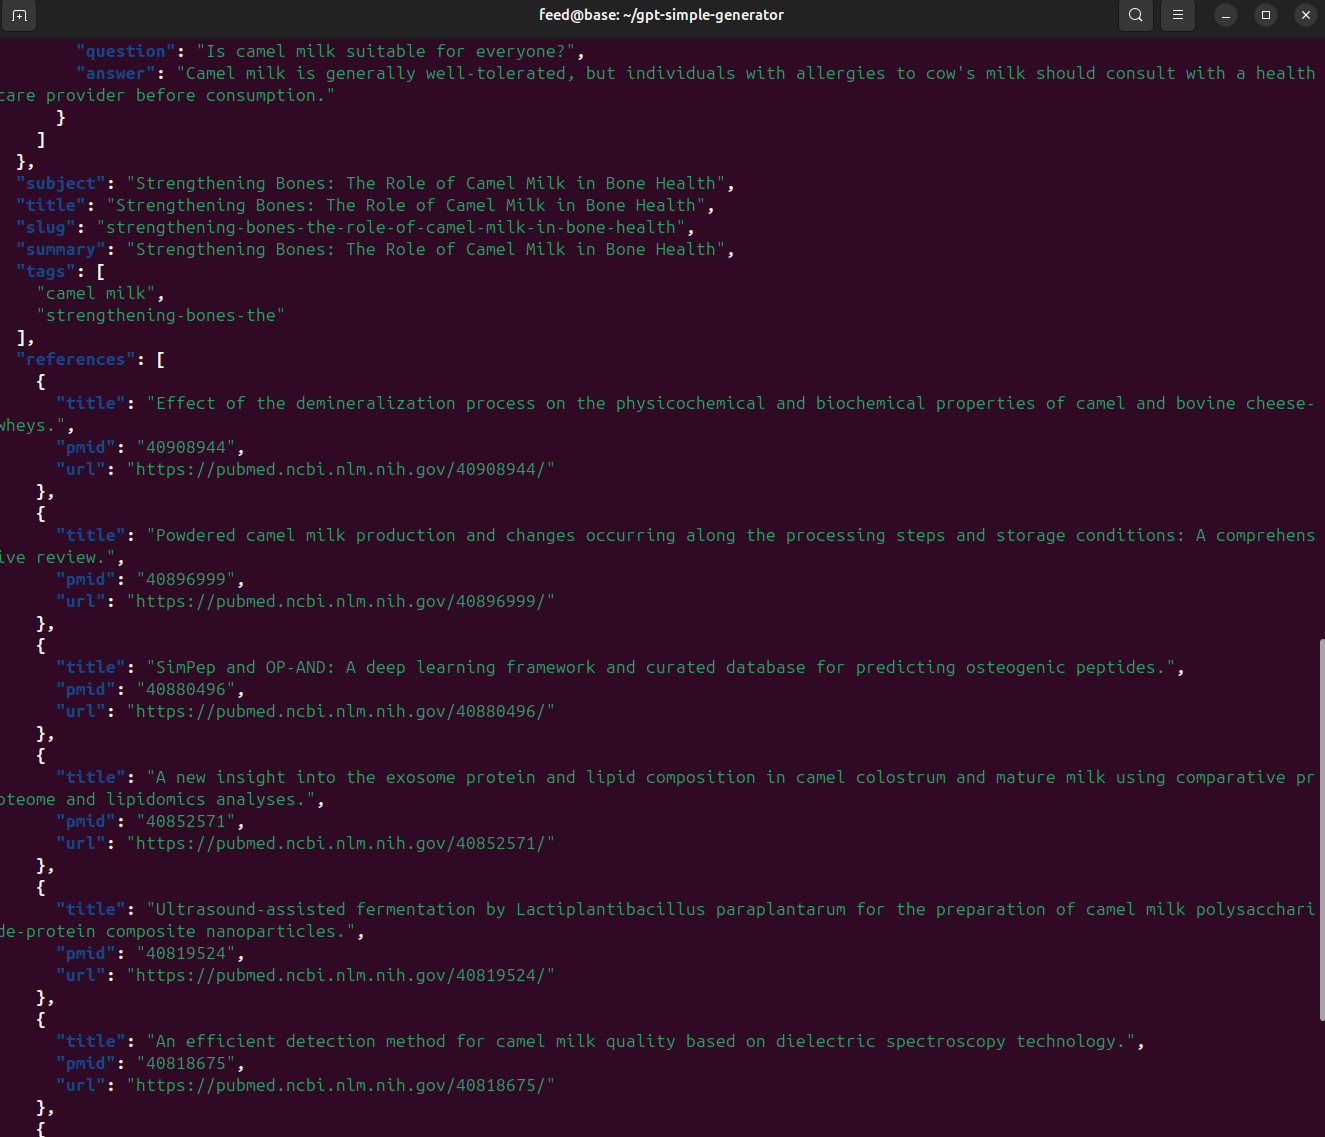 feed@base: ~/gpt-simple-generator
"question": "Is camel milk suitable for everyone?",
"answer": "Camel milk is generally well-tolerated, but individuals with allergies to cow's milk should consult with a health
care provider before consumption."
}
]
},
"subject": "Strengthening Bones: The Role of Camel Milk in Bone Health",
"title": "Strengthening Bones: The Role of Camel Milk in Bone Health",
"slug": "strengthening-bones-the-role-of-camel-milk-in-bone-health",
"summary": "Strengthening Bones: The Role of Camel Milk in Bone Health",
"tags": [
"camel milk",
"strengthening-bones-the"
],
"references": [
{
"title": "Effect of the demineralization process on the physicochemical and biochemical properties of camel and bovine cheese-
wheys.",
"pmid": "40908944",
"url": "https://pubmed.ncbi.nlm.nih.gov/40908944/"
},
{
"title": "Powdered camel milk production and changes occurring along the processing steps and storage conditions: A comprehens
ive review.",
"pmid": "40896999",
"url": "https://pubmed.ncbi.nlm.nih.gov/40896999/"
},
{
"title": "SimPep and OP-AND: A deep learning framework and curated database for predicting osteogenic peptides.",
"pmid": "40880496",
"url": "https://pubmed.ncbi.nlm.nih.gov/40880496/"
},
{
"title": "A new insight into the exosome protein and lipid composition in camel colostrum and mature milk using comparative pr
oteome and lipidomics analyses.",
"pmid": "40852571",
"url": "https://pubmed.ncbi.nlm.nih.gov/40852571/"
},
{
"title": "Ultrasound-assisted fermentation by Lactiplantibacillus paraplantarum for the preparation of camel milk polysacchari
de-protein composite nanoparticles.",
"pmid": "40819524",
"url": "https://pubmed.ncbi.nlm.nih.gov/40819524/"
},
{
"title": "An efficient detection method for camel milk quality based on dielectric spectroscopy technology.",
"pmid": "40818675",
"url": "https://pubmed.ncbi.nlm.nih.gov/40818675/"
},
{